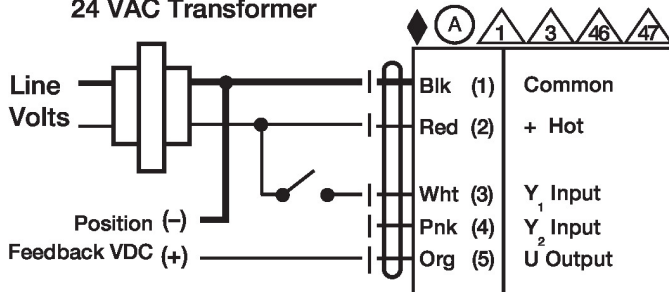 24 VAC Transformer
A 1 3 46 47
Line Volts
Blk (1) Common
Red (2) + Hot
Wht (3) Y1 Input
Position (–)
Pnk (4) Y2 Input
Feedback VDC (+)
Org (5) U Output